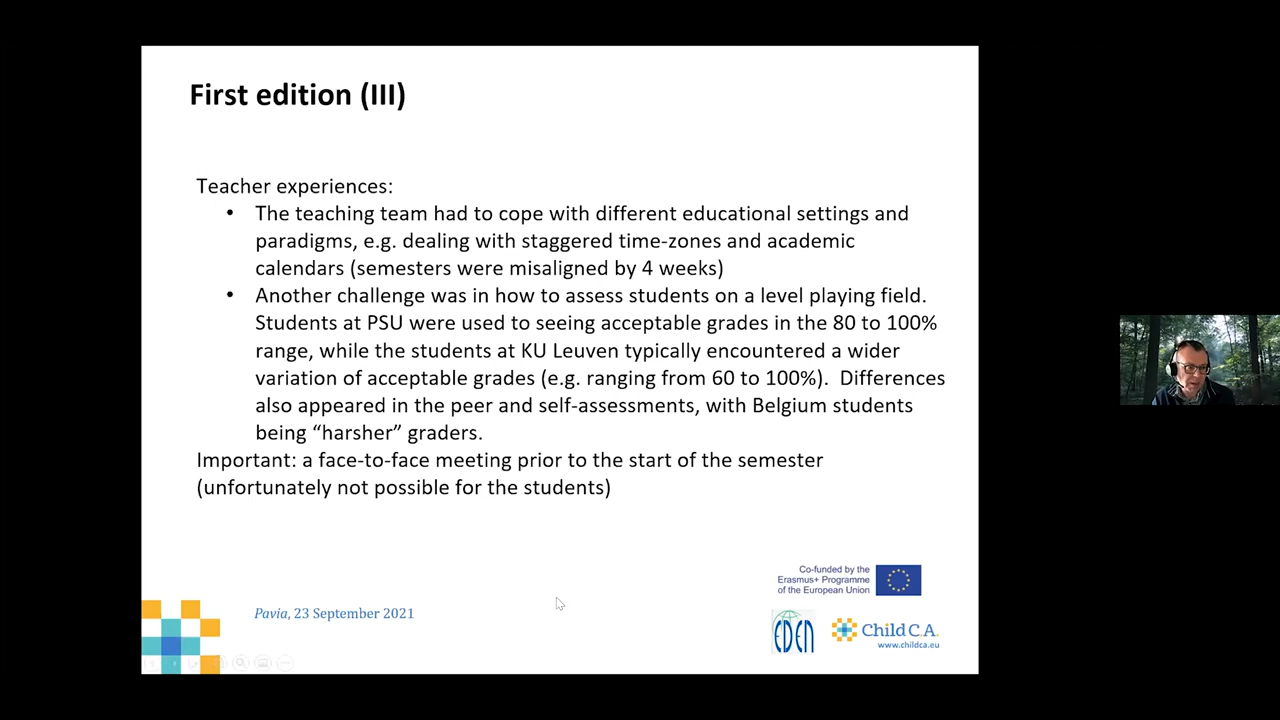 First edition (III)
Teacher experiences:
• The teaching team had to cope with different educational settings and
paradigms, e.g. dealing with staggered time-zones and academic
calendars (semesters were misaligned by 4 weeks)
• Another challenge was in how to assess students on a level playing field.
Students at PSU were used to seeing acceptable grades in the 80 to 100%
range, while the students at KU Leuven typically encountered a wider
variation of acceptable grades (e.g. ranging from 60 to 100%).  Differences
also appeared in the peer and self-assessments, with Belgium students
being “harsher” graders.
Important: a face-to-face meeting prior to the start of the semester
(unfortunately not possible for the students)
Co-funded by the
Erasmus+ Programme
of the European Union
Pavia, 23 September 2021
EDEN
Child C.A.
www.childca.eu